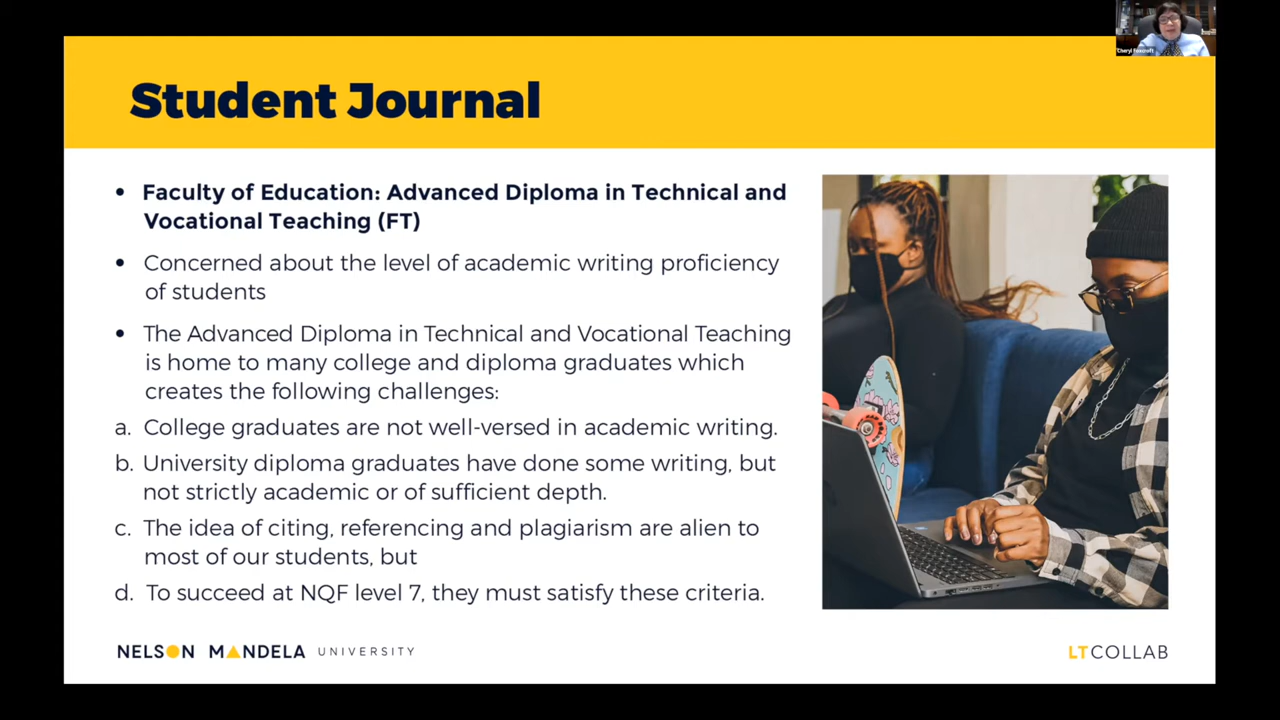 Cheryl Foxcroft
Student Journal
• Faculty of Education: Advanced Diploma in Technical and
Vocational Teaching (FT)
• Concerned about the level of academic writing proficiency
of students
• The Advanced Diploma in Technical and Vocational Teaching
is home to many college and diploma graduates which
creates the following challenges:
a. College graduates are not well-versed in academic writing.
b. University diploma graduates have done some writing, but
not strictly academic or of sufficient depth.
c. The idea of citing, referencing and plagiarism are alien to
most of our students, but
d. To succeed at NQF level 7, they must satisfy these criteria.
NELSON MANDELA UNIVERSITY
LTCOLLAB